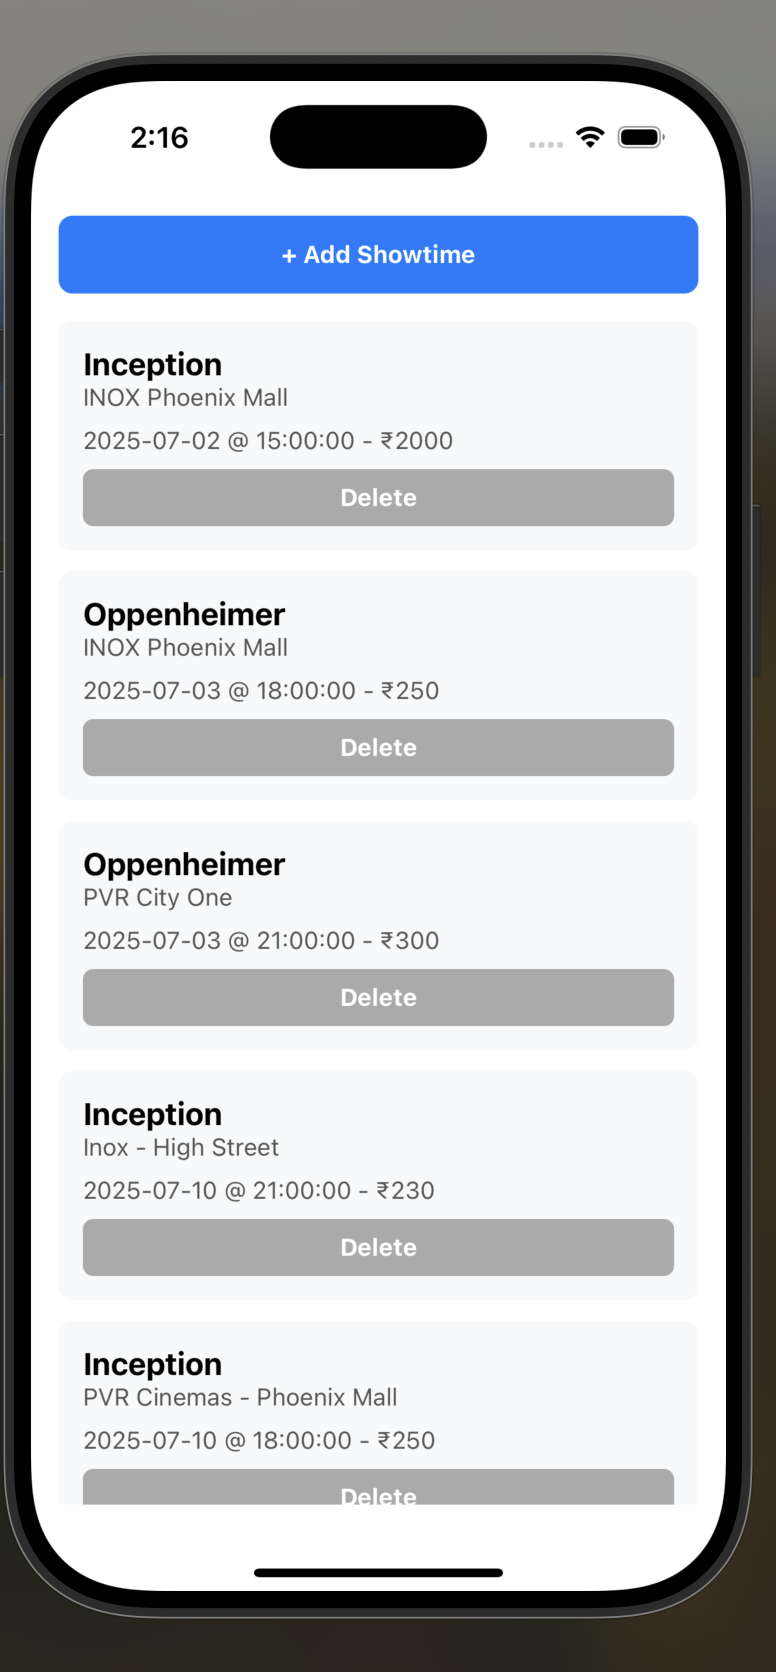 2:16
+ Add Showtime
Inception
INOX Phoenix Mall
2025-07-02 @ 15:00:00 - ₹2000
Delete
Oppenheimer
INOX Phoenix Mall
2025-07-03 @ 18:00:00 - ₹250
Delete
Oppenheimer
PVR City One
2025-07-03 @ 21:00:00 - ₹300
Delete
Inception
Inox - High Street
2025-07-10 @ 21:00:00 - ₹230
Delete
Inception
PVR Cinemas - Phoenix Mall
2025-07-10 @ 18:00:00 - ₹250
Delete